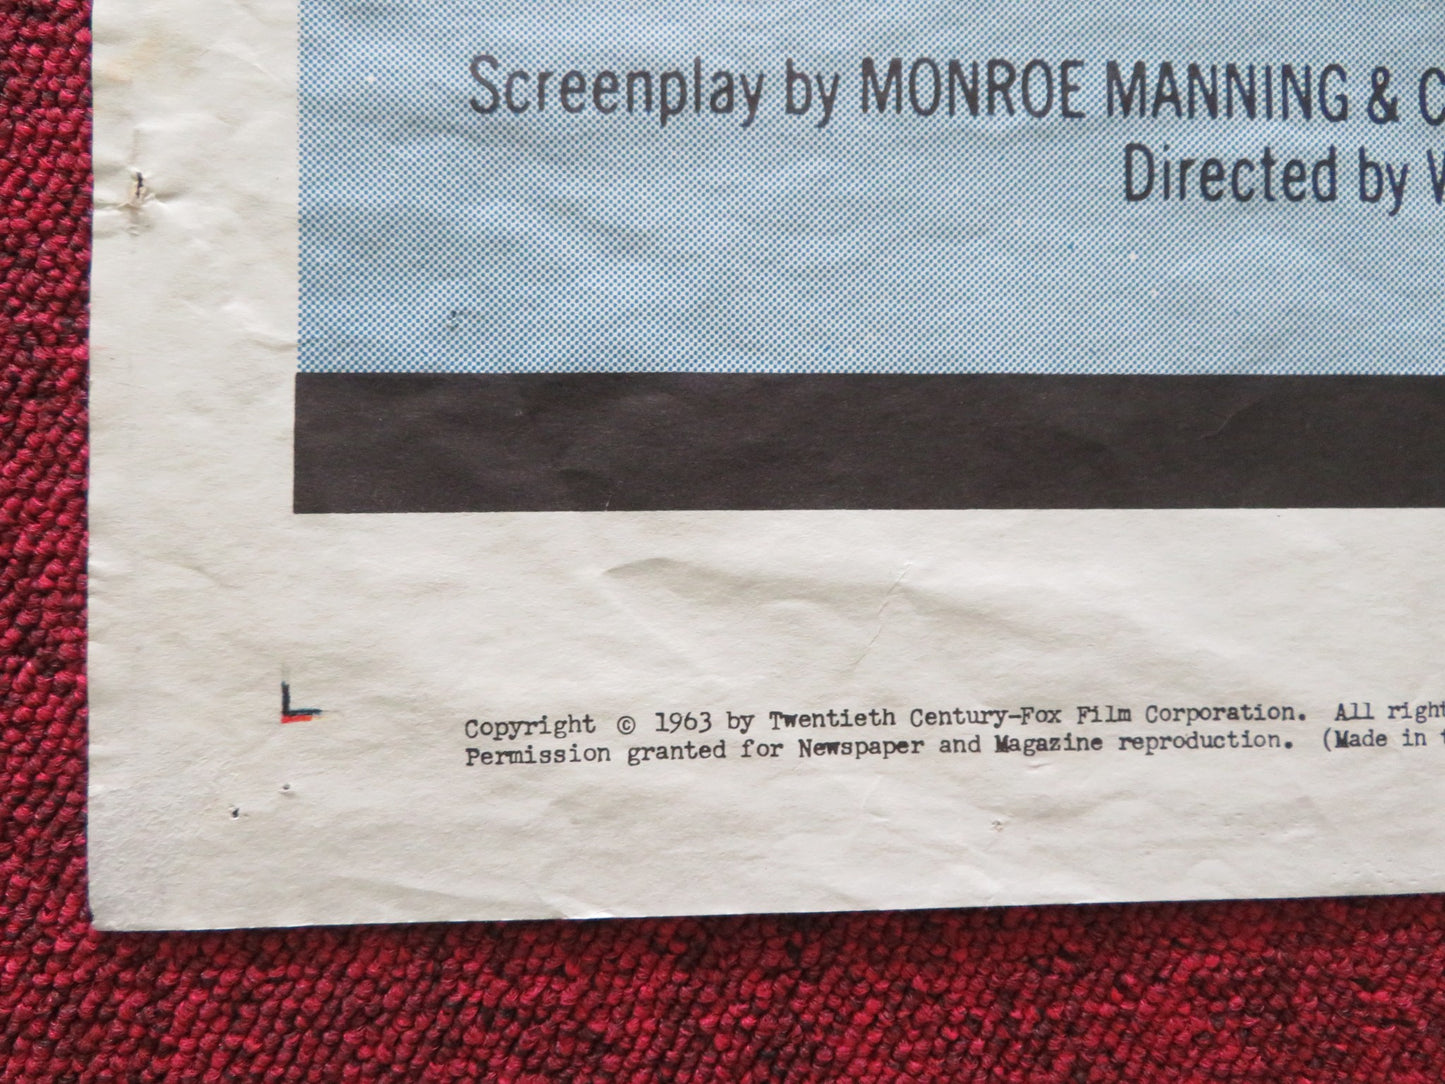 Screenplay by MONROE MANNING &
Directed by
Copyright © 1963 by Twentieth Century-Fox Film Corporation. All
Permission granted for Newspaper and Magazine reproduction. (Made in